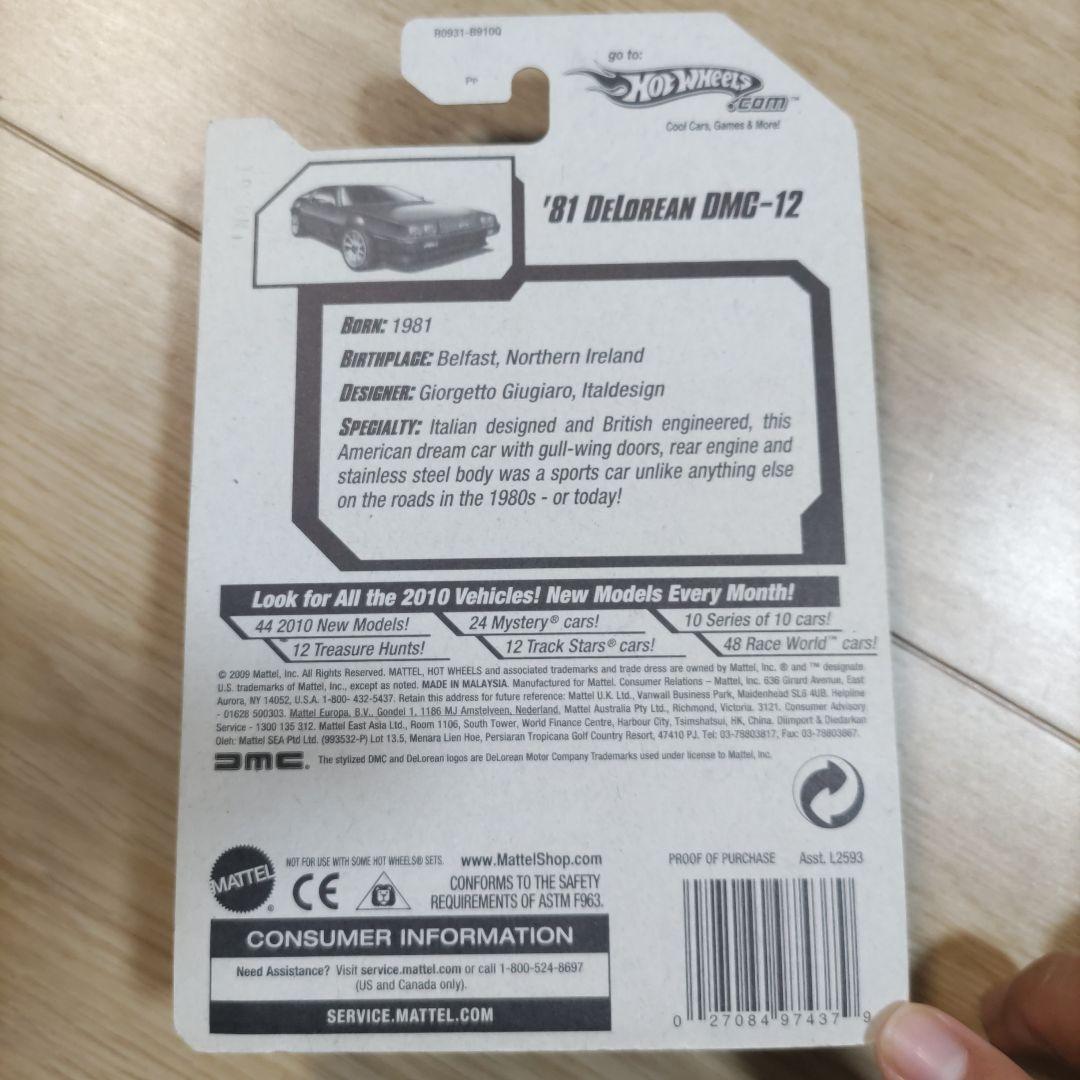 R0931-B910Q
Pr
go to:
HOT WHEELS
.COM™
Cool Cars, Games & More!
'81 DELOREAN DMC-12
BORN: 1981
BIRTHPLACE: Belfast, Northern Ireland
DESIGNER: Giorgetto Giugiaro, Italdesign
SPECIALTY: Italian designed and British engineered, this
American dream car with gull-wing doors, rear engine and
stainless steel body was a sports car unlike anything else
on the roads in the 1980s - or today!
Look for All the 2010 Vehicles! New Models Every Month!
44 2010 New Models! 24 Mystery® cars! 10 Series of 10 cars!
12 Treasure Hunts! 12 Track Stars® cars! 48 Race World™ cars!
© 2009 Mattel, Inc. All Rights Reserved. MATTEL, HOT WHEELS and associated trademarks and trade dress are owned by Mattel, Inc. ® and ™ designate
U.S. trademarks of Mattel, Inc., except as noted. MADE IN MALAYSIA. Manufactured for Mattel. Consumer Relations – Mattel, Inc. 636 Girard Avenue, East
Aurora, NY 14052, U.S.A. 1-800- 432-5437. Retain this address for future reference: Mattel U.K. Ltd., Vanwall Business Park, Maidenhead SL6 4UB. Helpline
- 01628 500303. Mattel Europa, B.V., Gondel 1, 1186 MJ Amstelveen, Nederland. Mattel Australia Pty Ltd., Richmond, Victoria. 3121. Consumer Advisory
Service - 1300 135 312. Mattel East Asia Ltd., Room 1106, South Tower, World Finance Centre, Harbour City, Tsimshatsui, HK, China. Diimport & Diedarkan
Oleh: Mattel SEA Ptd Ltd. (993532-P) Lot 13.5, Menara Lien Hoe, Persiaran Tropicana Golf Country Resort, 47410 PJ. Tel: 03-78803817, Fax: 03-78803867.
DMC® The stylized DMC and DeLorean logos are DeLorean Motor Company Trademarks used under license to Mattel, Inc.
MATTEL®
NOT FOR USE WITH SOME HOT WHEELS® SETS. www.MattelShop.com
CE CONFORMS TO THE SAFETY
REQUIREMENTS OF ASTM F963.
PROOF OF PURCHASE Asst. L2593
CONSUMER INFORMATION
Need Assistance? Visit service.mattel.com or call 1-800-524-8697
(US and Canada only).
SERVICE.MATTEL.COM
0 27084 97437 9